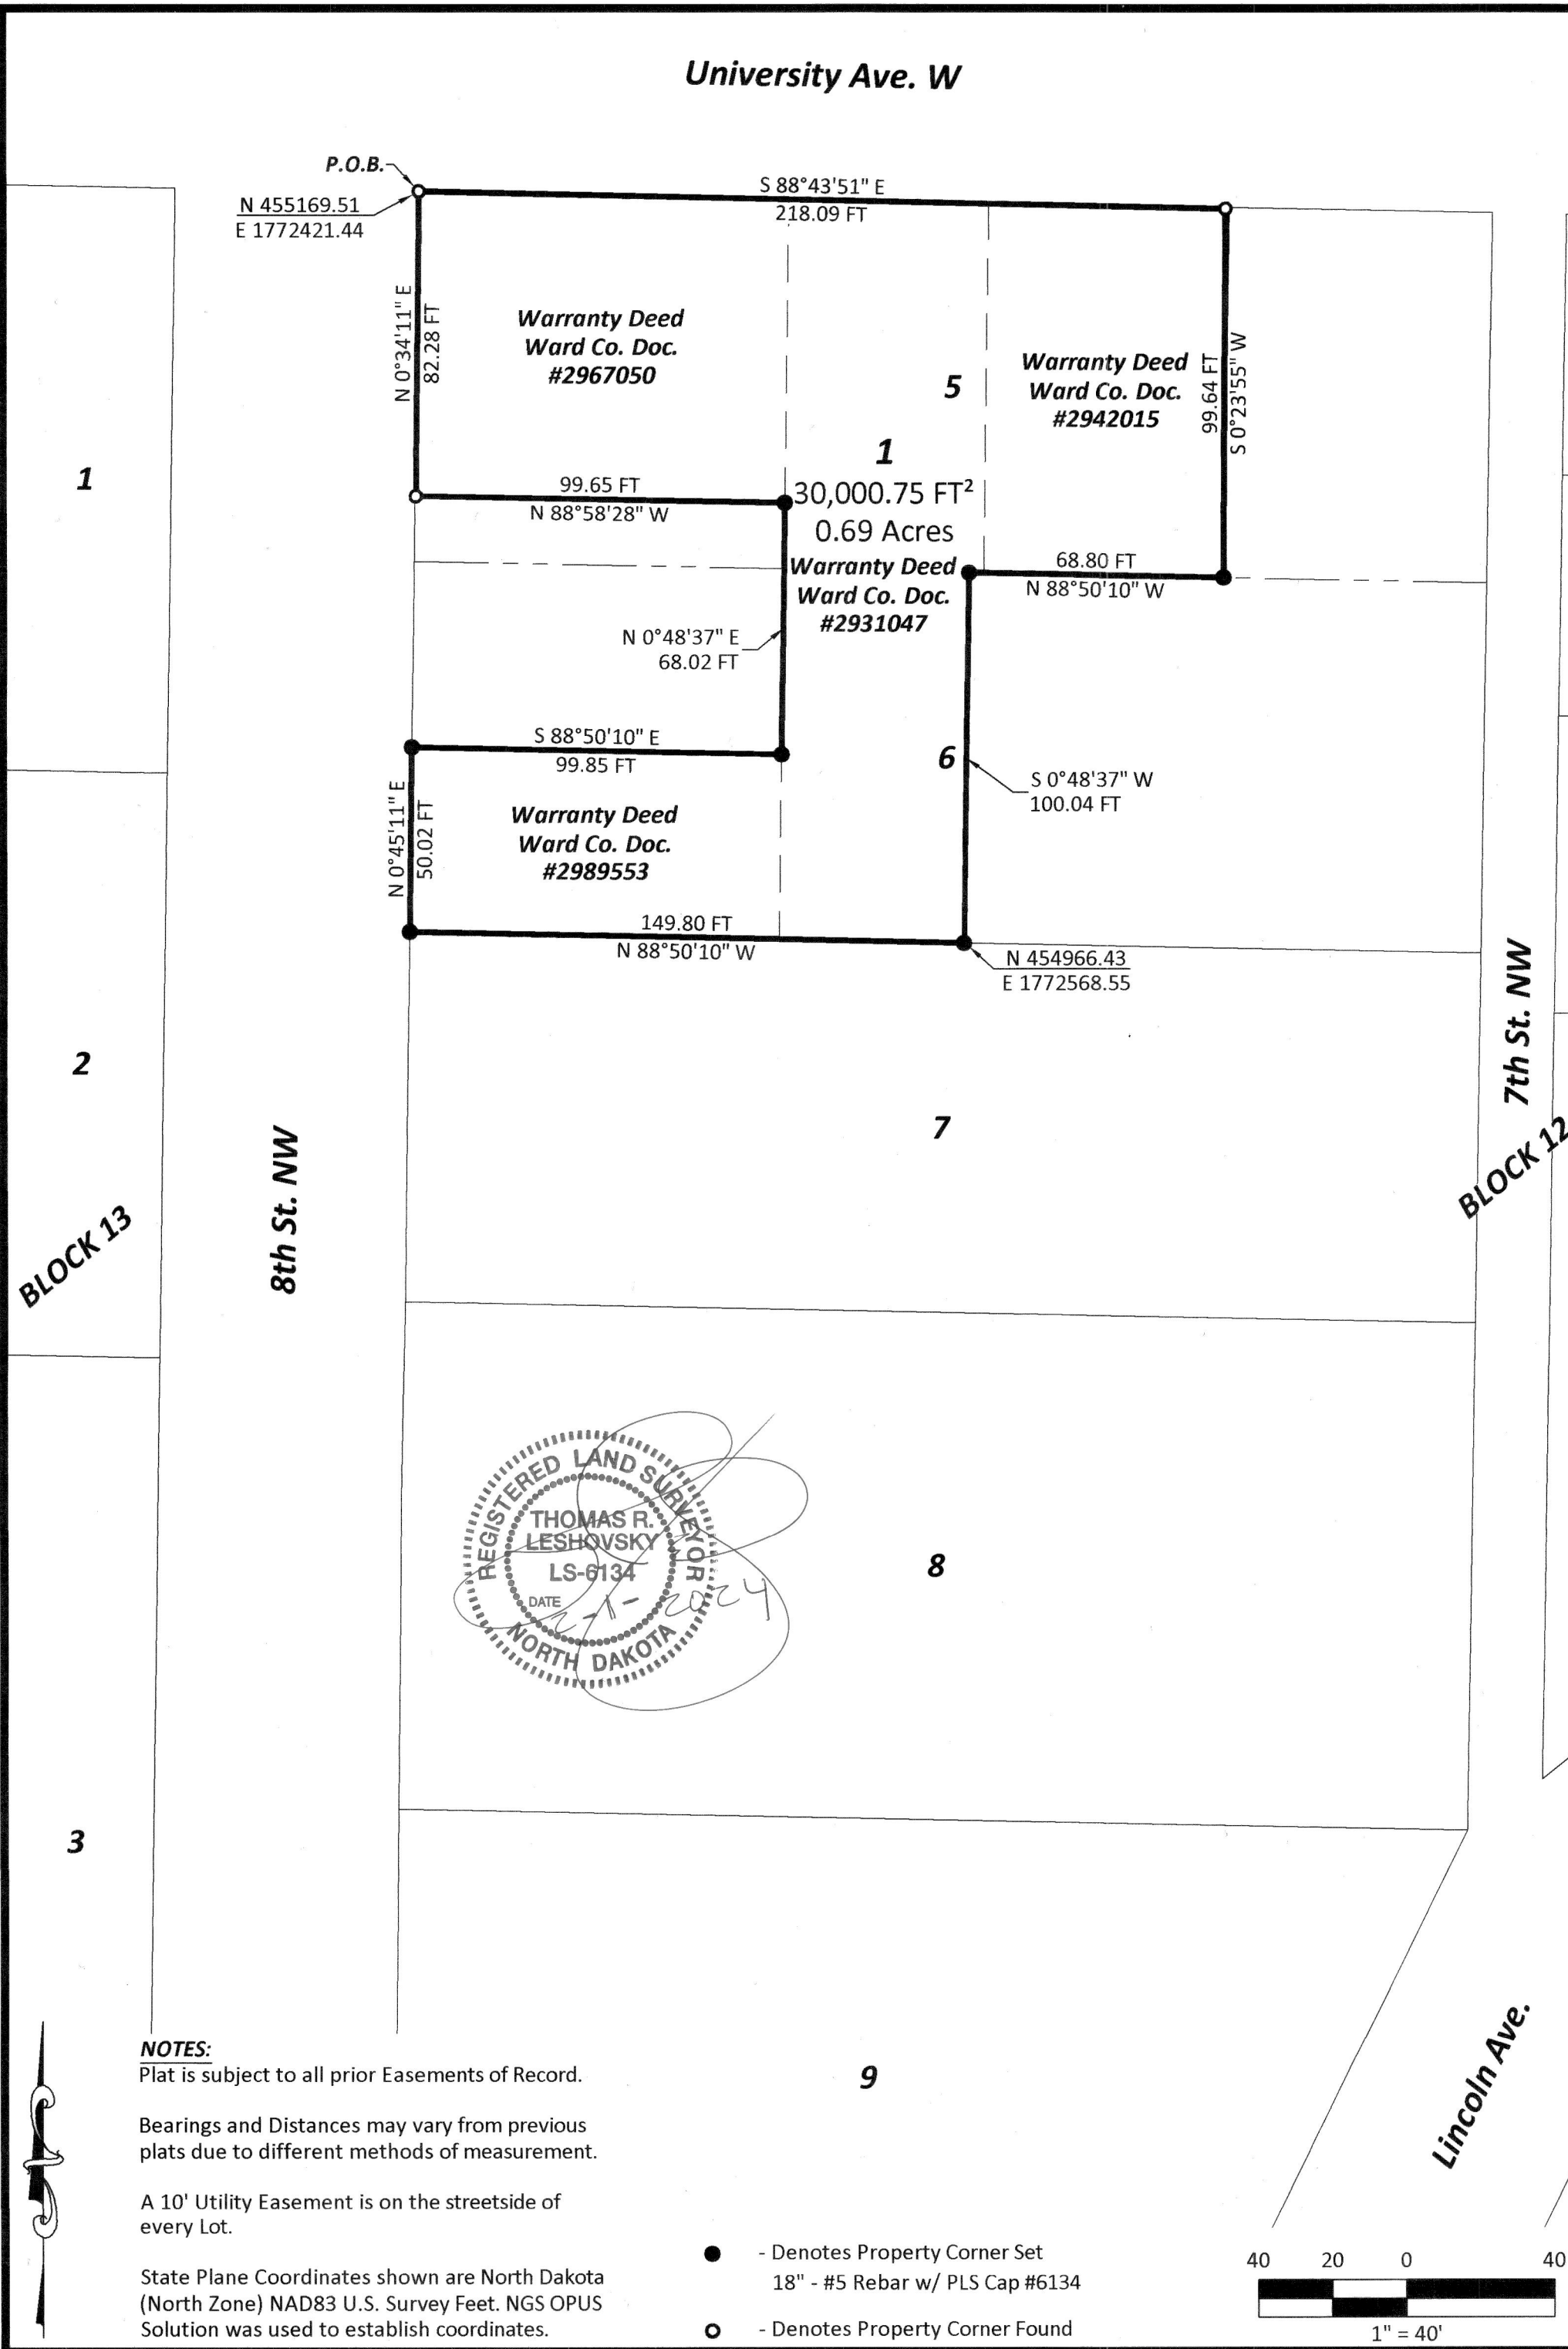 University Ave. W
P.O.B.
N 455169.51
E 1772421.44
S 88°43'51" E
218.09 FT
N 0°34'11" E
82.28 FT
Warranty Deed
Ward Co. Doc.
#2967050
5
Warranty Deed
Ward Co. Doc.
#2942015
99.64 FT
S 0°23'55" W
1
1
99.65 FT
N 88°58'28" W
30,000.75 FT²
0.69 Acres
Warranty Deed
Ward Co. Doc.
#2931047
68.80 FT
N 88°50'10" W
N 0°48'37" E
68.02 FT
S 88°50'10" E
99.85 FT
6
S 0°48'37" W
100.04 FT
N 0°45'11" E
50.02 FT
Warranty Deed
Ward Co. Doc.
#2989553
149.80 FT
N 88°50'10" W
N 454966.43
E 1772568.55
7th St. NW
2
7
BLOCK 12
8th St. NW
BLOCK 13
REGISTERED LAND SURVEYOR
THOMAS R.
LESHOVSKY
LS-6134
DATE
2-1-2024
NORTH DAKOTA
8
3
9
Lincoln Ave.
NOTES:
Plat is subject to all prior Easements of Record.
Bearings and Distances may vary from previous
plats due to different methods of measurement.
A 10' Utility Easement is on the streetside of
every Lot.
State Plane Coordinates shown are North Dakota
(North Zone) NAD83 U.S. Survey Feet. NGS OPUS
Solution was used to establish coordinates.
- Denotes Property Corner Set
18" - #5 Rebar w/ PLS Cap #6134
- Denotes Property Corner Found
40 20 0 40
1" = 40'